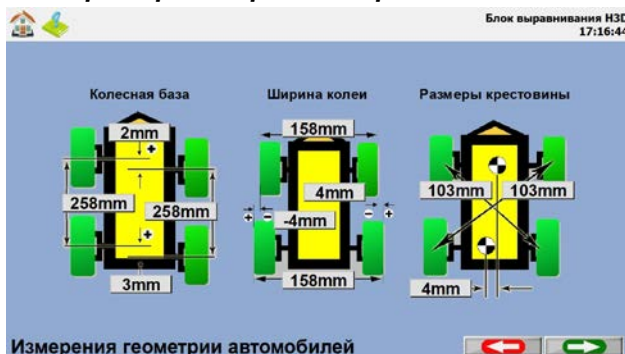 Блок выравнивания H3D
17:16:44
Колесная база
Ширина колеи
Размеры крестовины
2mm
258mm
258mm
3mm
158mm
4mm
-4mm
158mm
103mm
103mm
4mm
Измерения геометрии автомобилей